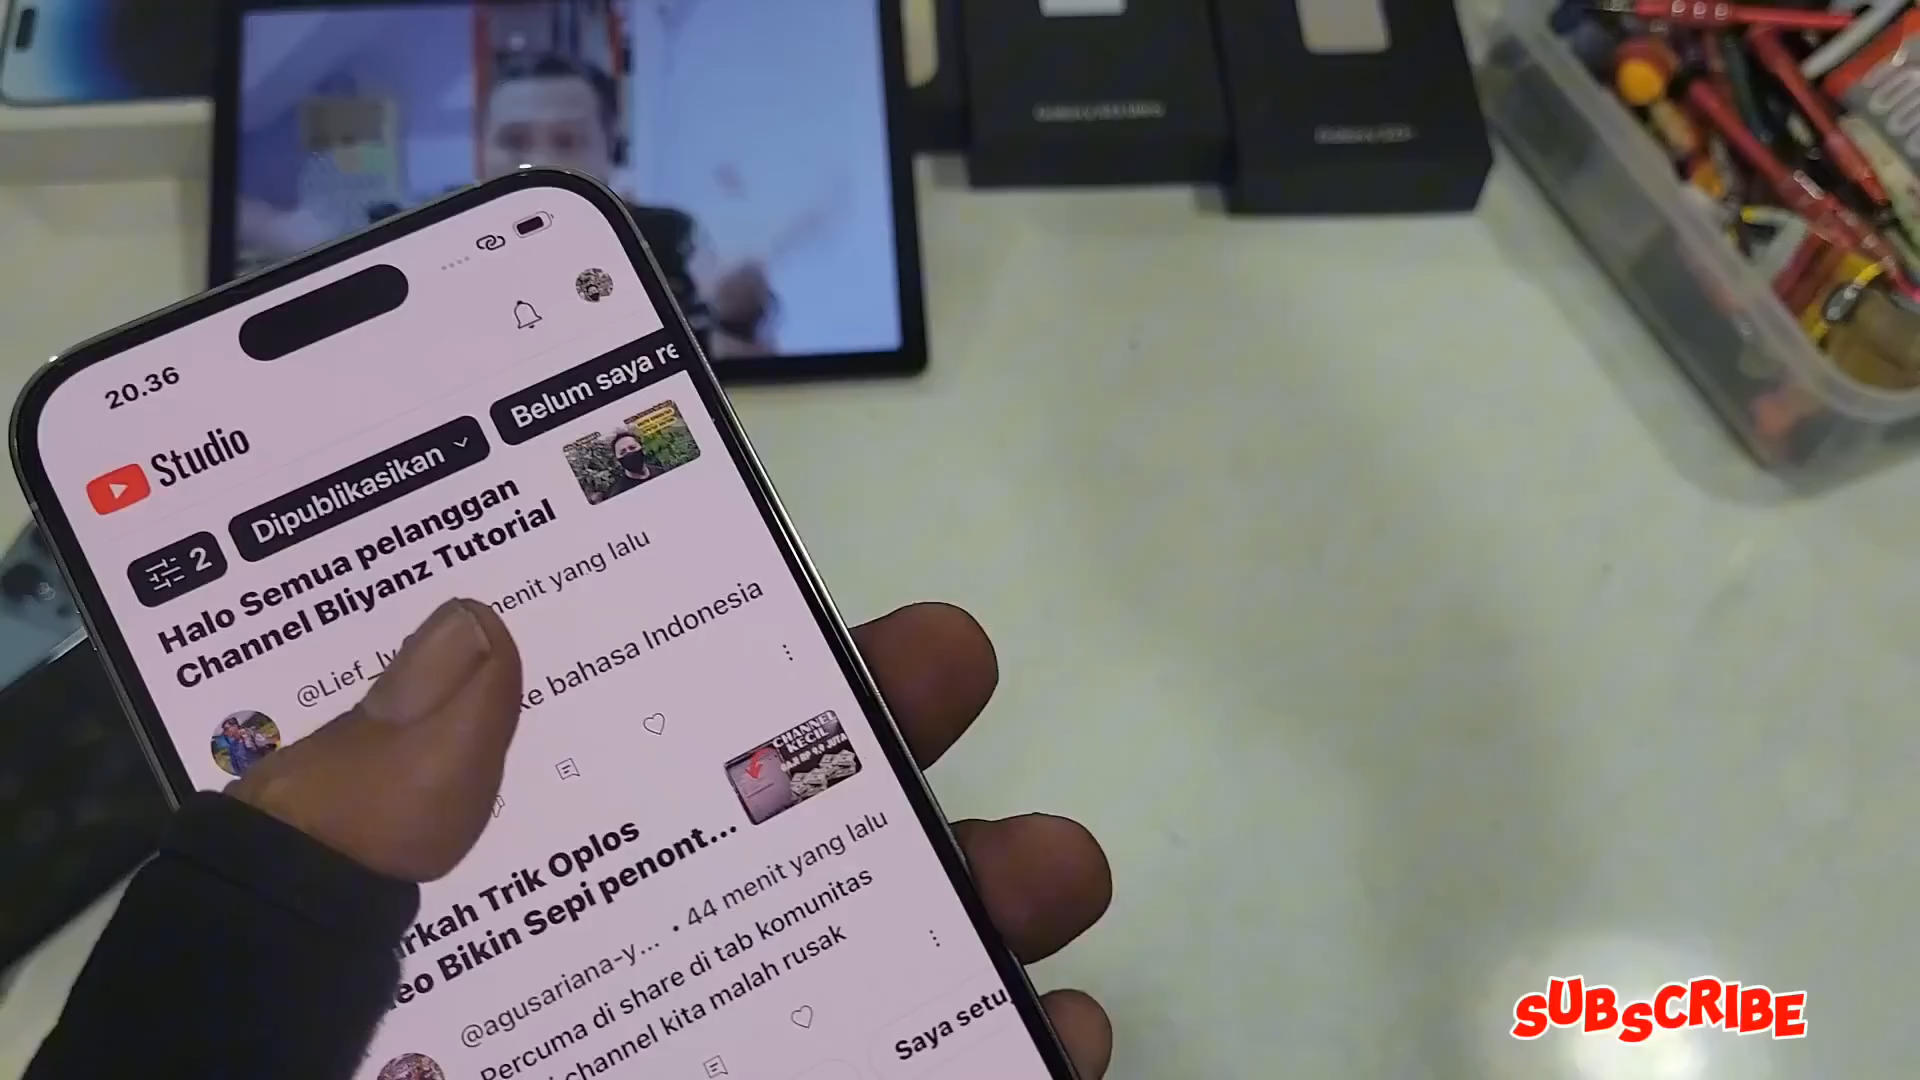 20.36
Studio
2
Dipublikasikan
Belum saya re
Halo Semua pelanggan
Channel Bliyanz Tutorial
@Lief_ly
menit yang lalu
ke bahasa Indonesia
CHANNEL
KECIL
rkah Trik Oplos
eo Bikin Sepi penont...
@agusariana-y... • 44 menit yang lalu
Percuma di share di tab komunitas
channel kita malah rusak
Saya setuj
SUBSCRIBE